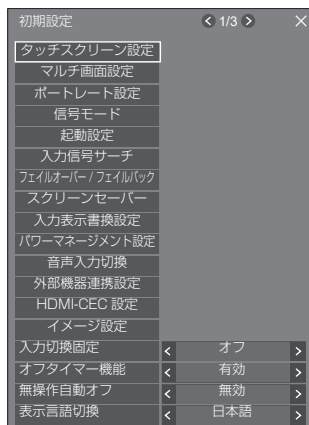 初期設定 < 1/3 > ×
タッチスクリーン設定
マルチ画面設定
ポートレート設定
信号モード
起動設定
入力信号サーチ
フェイルオーバー / フェイルバック
スクリーンセーバー
入力表示書換設定
パワーマネージメント設定
音声入力切換
外部機器連携設定
HDMI-CEC 設定
イメージ設定
入力切換固定 < オフ >
オフタイマー機能 < 有効 >
無操作自動オフ < 無効 >
表示言語切換 < 日本語 >